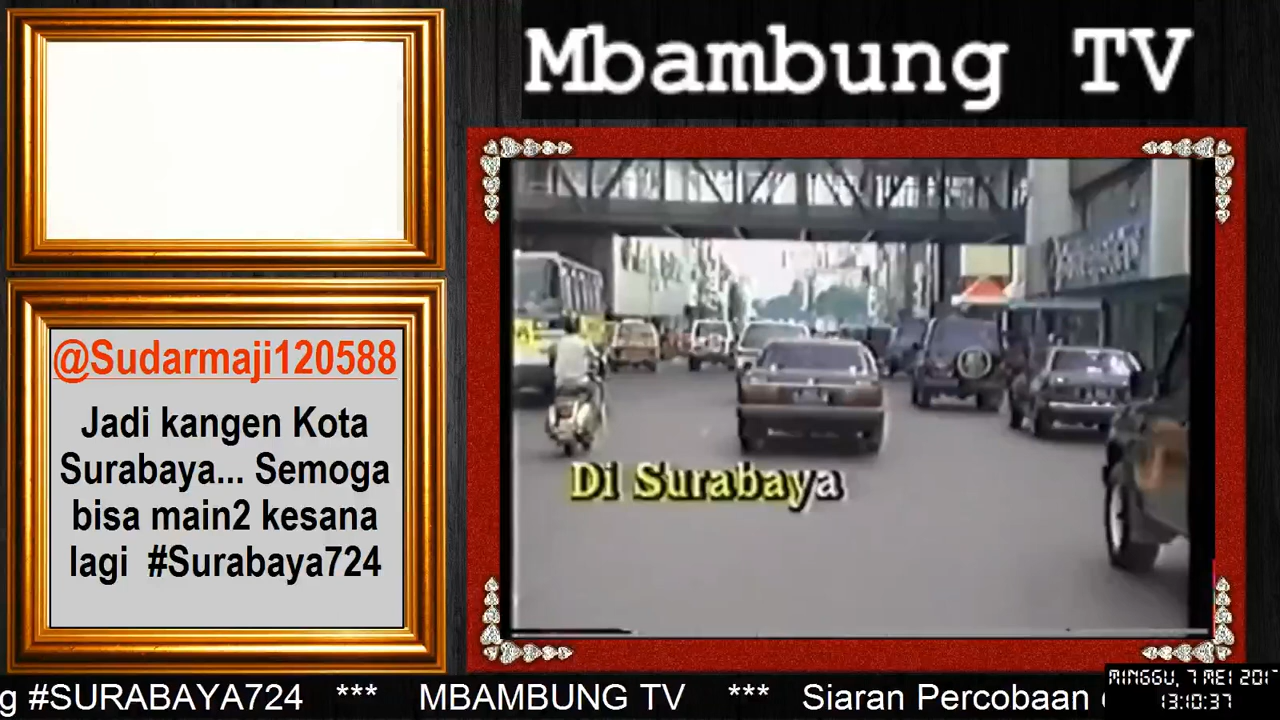 Mbambung TV
@Sudarmaji120588
Jadi kangen Kota
Surabaya... Semoga
bisa main2 kesana
lagi #Surabaya724
Di Surabaya
g #SURABAYA724 *** MBAMBUNG TV *** Siaran Percobaan
MINGGU, 7 MEI 201
13:10:37